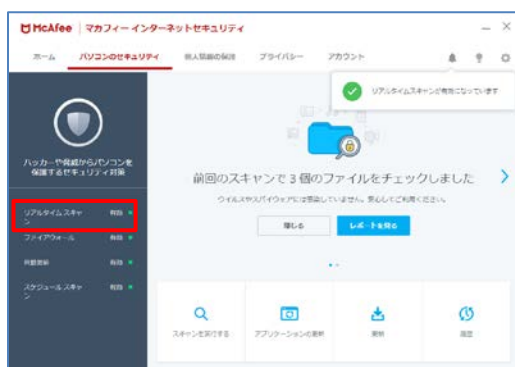 McAfee | マカフィー インターネットセキュリティ
ホーム パソコンのセキュリティ 個人情報の保護 プライバシー アカウント
リアルタイムスキャンが有効になっています
ハッカーや脅威からパソコンを
保護するセキュリティ対策
前回のスキャンで 3 個のファイルをチェックしました
ウイルスやスパイウェアには感染していません。安心してご利用ください。
リアルタイムスキャ 有効
ン
ファイアウォール 有効
閉じる レポートを見る
自動更新 有効
スケジュールスキャ 有効
ン
スキャンを実行する アプリケーションの更新 更新 履歴